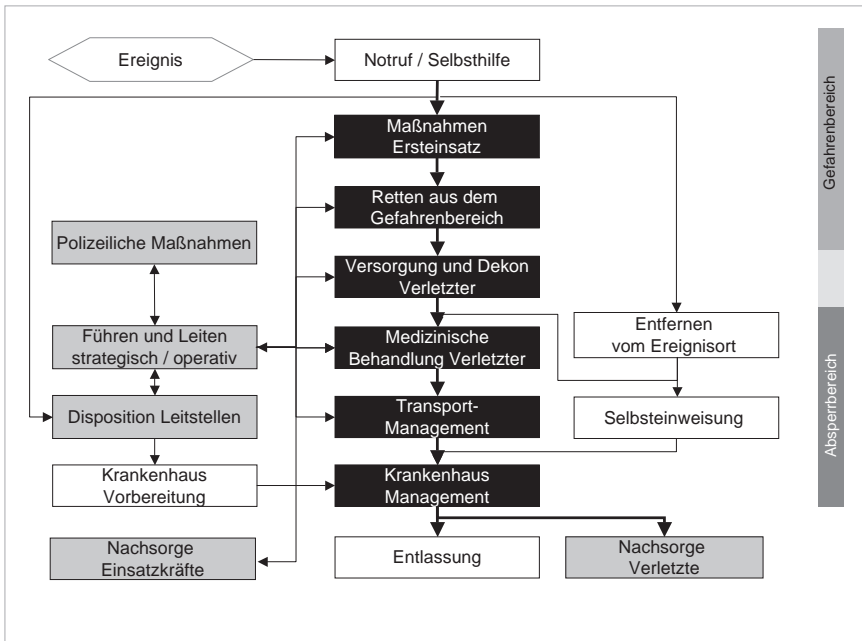 Ereignis
Notruf / Selbsthilfe
Maßnahmen
Ersteinsatz
Retten aus dem
Gefahrenbereich
Polizeiliche Maßnahmen
Versorgung und Dekon
Verletzter
Führen und Leiten
strategisch / operativ
Medizinische
Behandlung Verletzter
Entfernen
vom Ereignisort
Disposition Leitstellen
Transport-
Management
Selbsteinweisung
Krankenhaus
Vorbereitung
Krankenhaus
Management
Nachsorge
Einsatzkräfte
Entlassung
Nachsorge
Verletzte
Gefahrenbereich
Absperrbereich